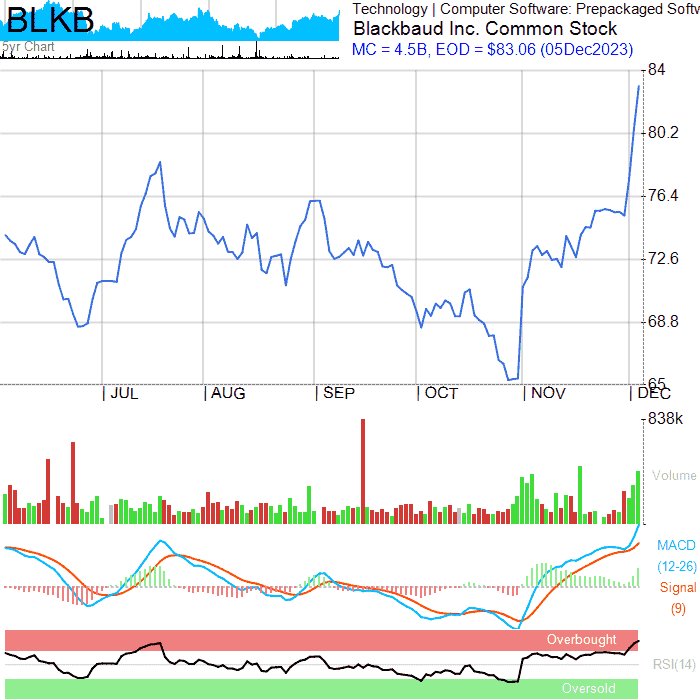 BLKB
5yr Chart
Technology | Computer Software: Prepackaged Softw
Blackbaud Inc. Common Stock
MC = 4.5B, EOD = $83.06 (05Dec2023)
84
80.2
76.4
72.6
68.8
65
| JUL | AUG | SEP | OCT | NOV | DEC
838k
Volume
MACD
(12-26)
Signal
(9)
Overbought
RSI(14)
Oversold